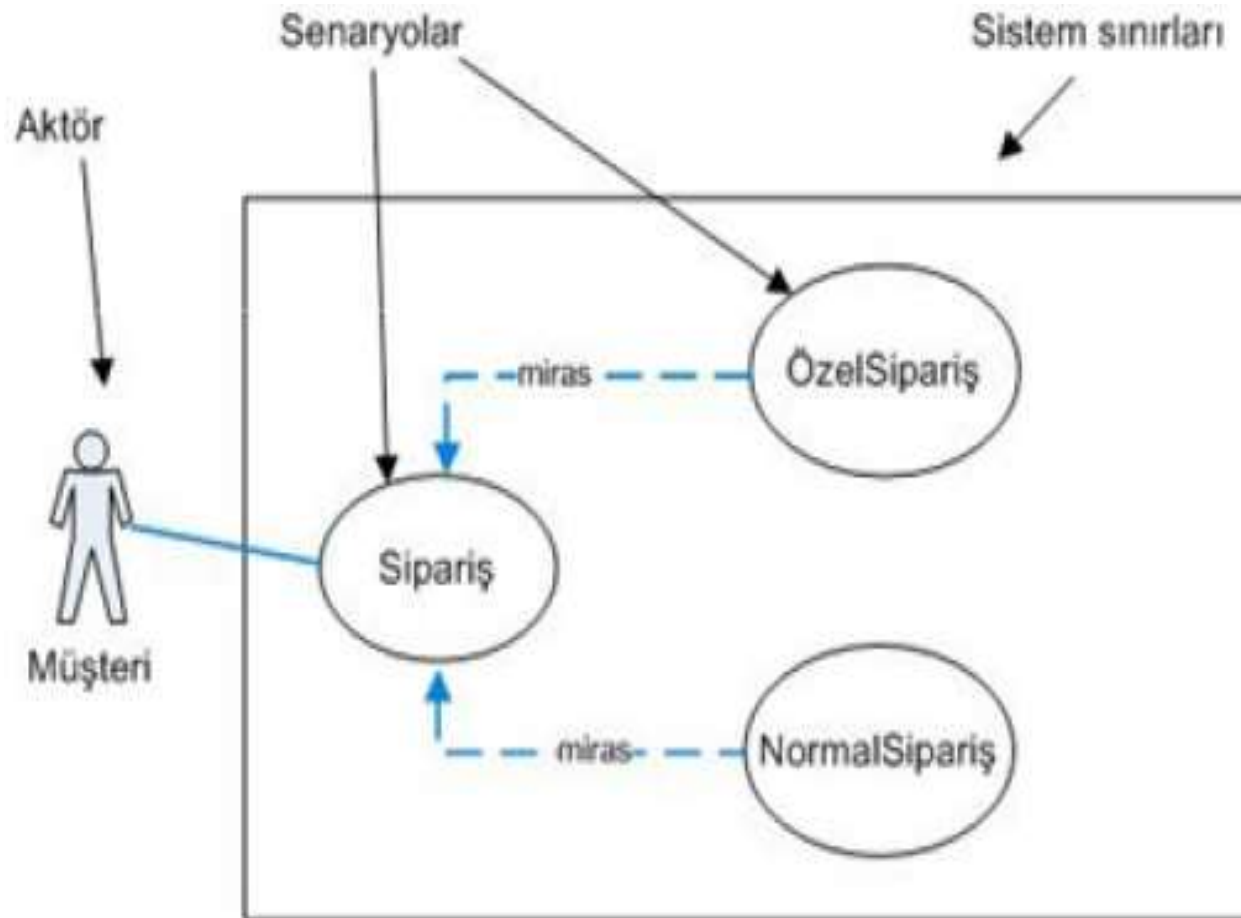 Senaryolar
Sistem sınırları
Aktör
miras
ÖzelSipariş
Sipariş
Müşteri
miras
NormalSipariş